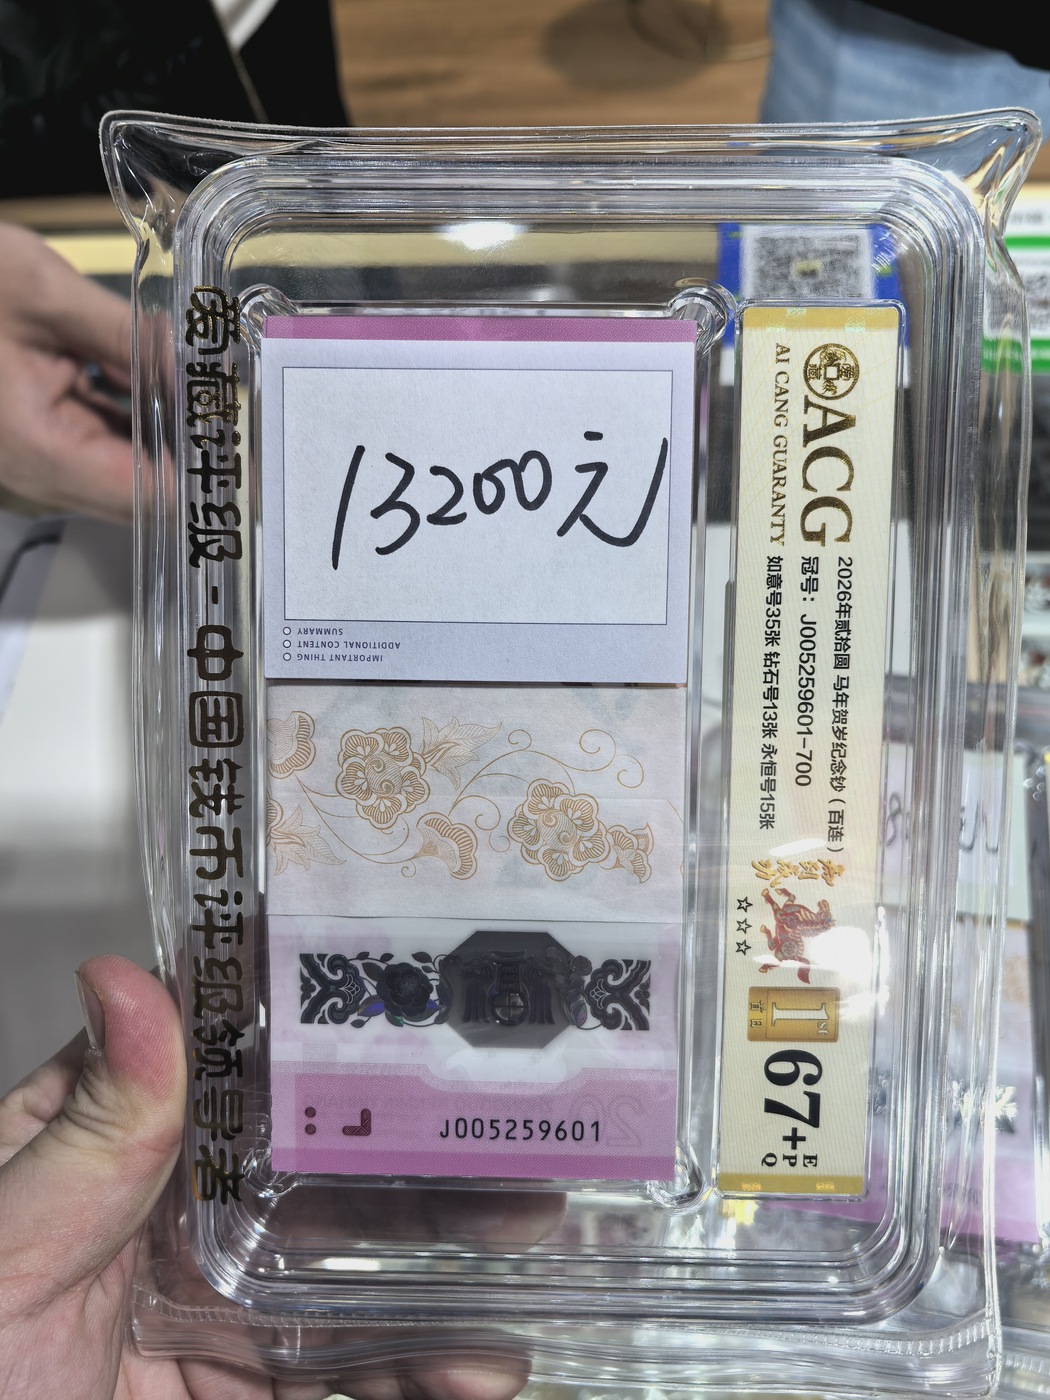 爱藏评级 - 中国钱币评级领导者
13200元
IMPORTANT THING
ADDITIONAL CONTENT
SUMMARY
J005259601
ACG
AI CANG GUARANTY
2026年贰拾圆 马年贺岁纪念钞（百连）
冠号：J005259601-700
如意号35张 钻石号13张 永恒号15张
☆☆☆
1ST
67+
EPQ